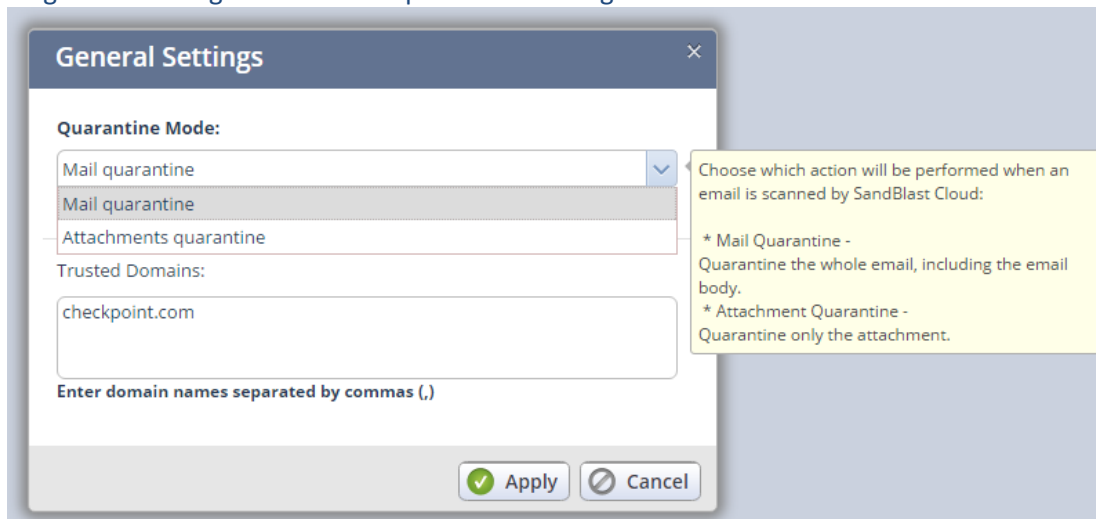 General Settings
Quarantine Mode:
Mail quarantine
Mail quarantine
Attachments quarantine
Trusted Domains:
checkpoint.com
Enter domain names separated by commas (,)
Apply
Cancel
Choose which action will be performed when an
email is scanned by SandBlast Cloud:
* Mail Quarantine -
Quarantine the whole email, including the email
body.
* Attachment Quarantine -
Quarantine only the attachment.